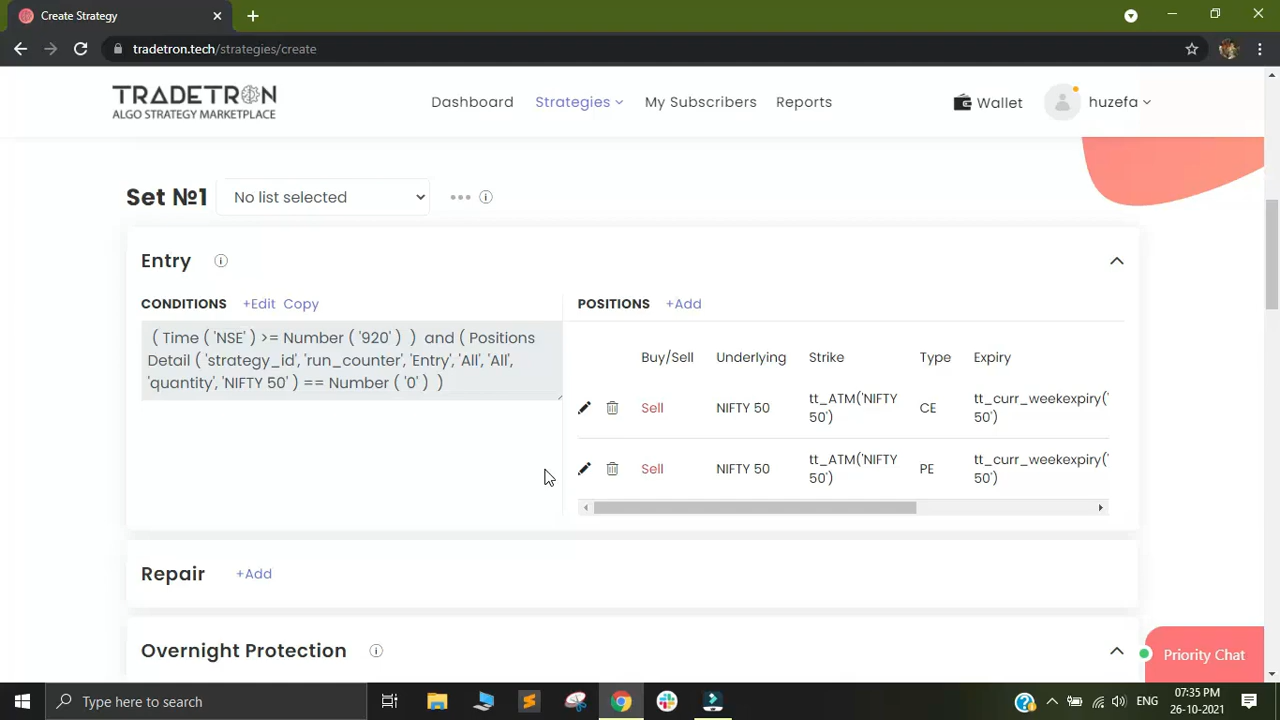 Create Strategy
tradetron.tech/strategies/create
TRADETRON
ALGO STRATEGY MARKETPLACE
Dashboard Strategies My Subscribers Reports Wallet huzefa
Set №1 No list selected
Entry
CONDITIONS +Edit Copy
( Time ( 'NSE' ) >= Number ( '920' ) ) and ( Positions
Detail ( 'strategy_id', 'run_counter', 'Entry', 'All', 'All',
'quantity', 'NIFTY 50' ) == Number ( '0' ) )
POSITIONS +Add
Buy/Sell Underlying Strike Type Expiry
Sell NIFTY 50 tt_ATM('NIFTY 50') CE tt_curr_weekexpiry(' 50')
Sell NIFTY 50 tt_ATM('NIFTY 50') PE tt_curr_weekexpiry(' 50')
Repair +Add
Overnight Protection
Priority Chat
Type here to search
ENG
07:35 PM
26-10-2021